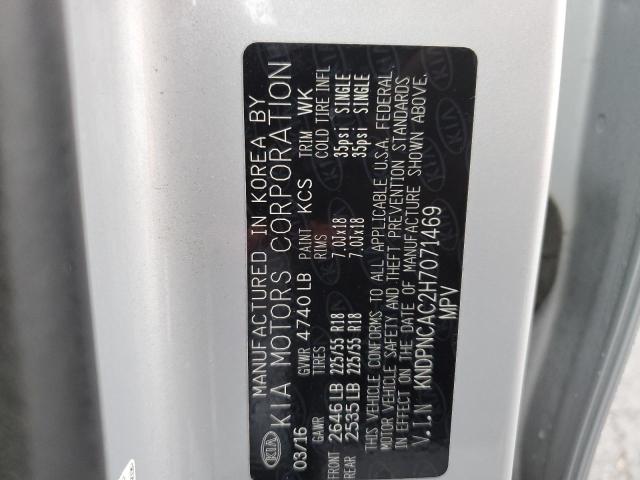 MANUFACTURED IN KOREA BY
KIA KIA MOTORS CORPORATION
03/16 GVWR 4740LB PAINT KCS TRIM WK
GAWR TIRES RIMS COLD TIRE INFL
2646LB 225/55 R18 7.0Jx18 35psi SINGLE
REAR 2535LB 225/55 R18 7.0Jx18 35psi SINGLE
THIS VEHICLE CONFORMS TO ALL APPLICABLE U.S.A. FEDERAL
MOTOR VEHICLE SAFETY AND THEFT PREVENTION STANDARDS
IN EFFECT ON THE DATE OF MANUFACTURE SHOWN ABOVE.
V.I.N KNDPNCAC2H7071469
MPV